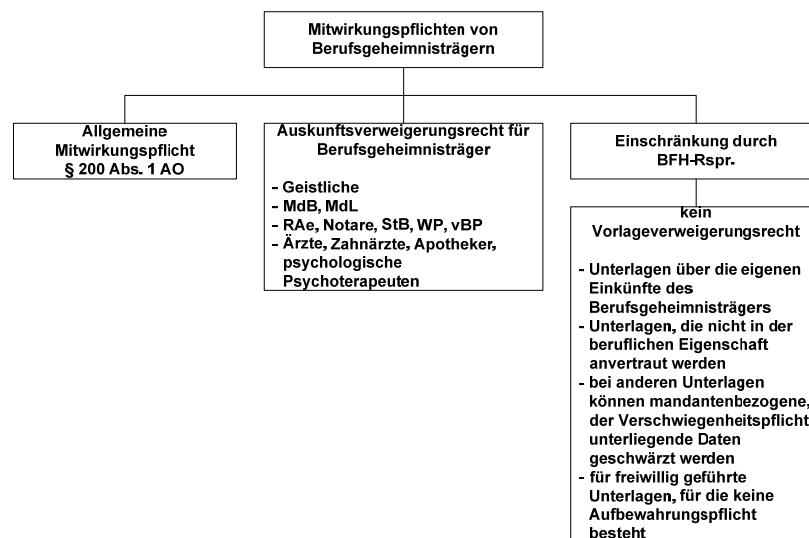 Mitwirkungspflichten von
Berufsgeheimnisträgern
Allgemeine
Mitwirkungspflicht
§ 200 Abs. 1 AO
Auskunftsverweigerungsrecht für
Berufsgeheimnisträger
- Geistliche
- MdB, MdL
- RAe, Notare, StB, WP, vBP
- Ärzte, Zahnärzte, Apotheker,
psychologische
Psychoterapeuten
Einschränkung durch
BFH-Rspr.
kein
Vorlageverweigerungsrecht
- Unterlagen über die eigenen
Einkünfte des
Berufsgeheimnisträgers
- Unterlagen, die nicht in der
beruflichen Eigenschaft
anvertraut werden
- bei anderen Unterlagen
können mandantenbezogene,
der Verschwiegenheitspflicht
unterliegende Daten
geschwärzt werden
- für freiwillig geführte
Unterlagen, für die keine
Aufbewahrungspflicht
besteht